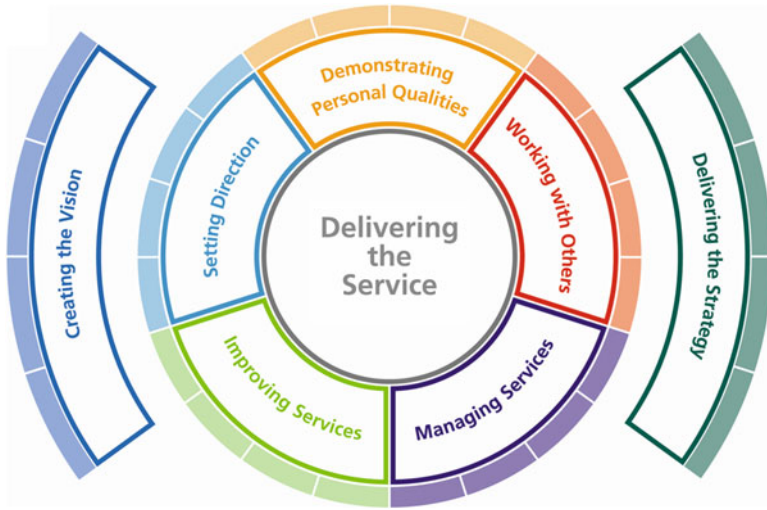 Demonstrating
Personal Qualities
Working with Others
Managing Services
Improving Services
Setting Direction
Delivering
the
Service
Creating the Vision
Delivering the Strategy